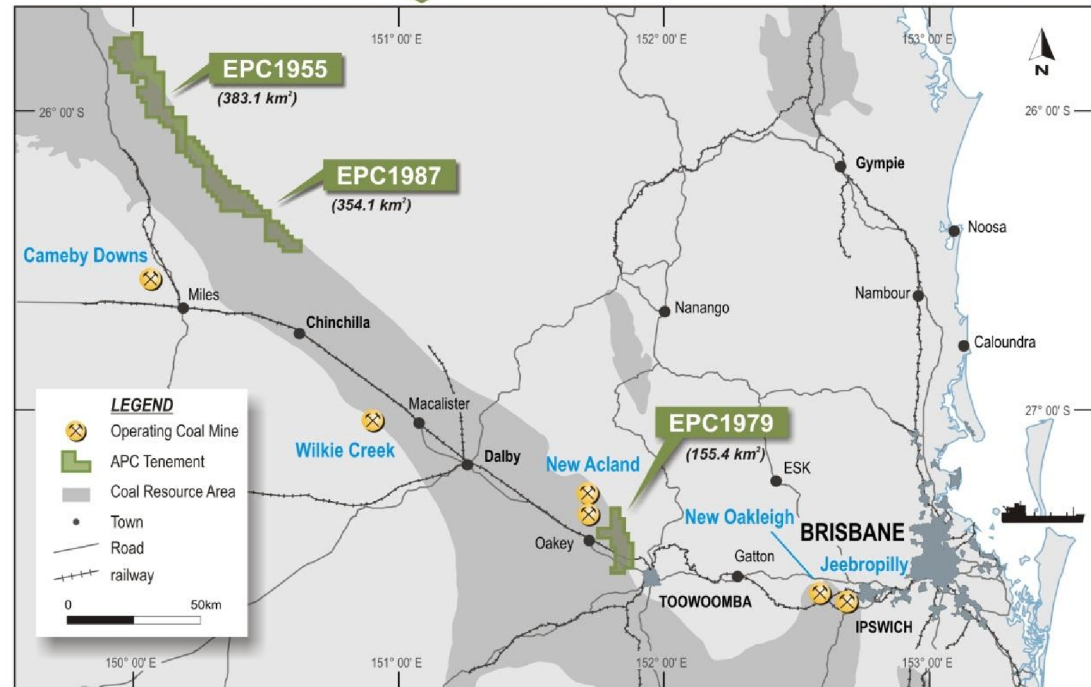 151° 00' E
152° 00' E
153° 00' E
N
EPC1955
(383.1 km²)
26° 00' S
26° 00' S
Gympie
EPC1987
(354.1 km²)
Noosa
Cameby Downs
Miles
Nambour
Nanango
Chinchilla
Caloundra
LEGEND
Operating Coal Mine
APC Tenement
Coal Resource Area
Town
Road
railway
0 50km
Macalister
27° 00' S
EPC1979
(155.4 km²)
Wilkie Creek
Dalby
New Acland
ESK
New Oakleigh
BRISBANE
Oakey
Gatton
Jeebropilly
TOOWOOMBA
IPSWICH
150° 00' E
151° 00' E
152° 00' E
153° 00' E